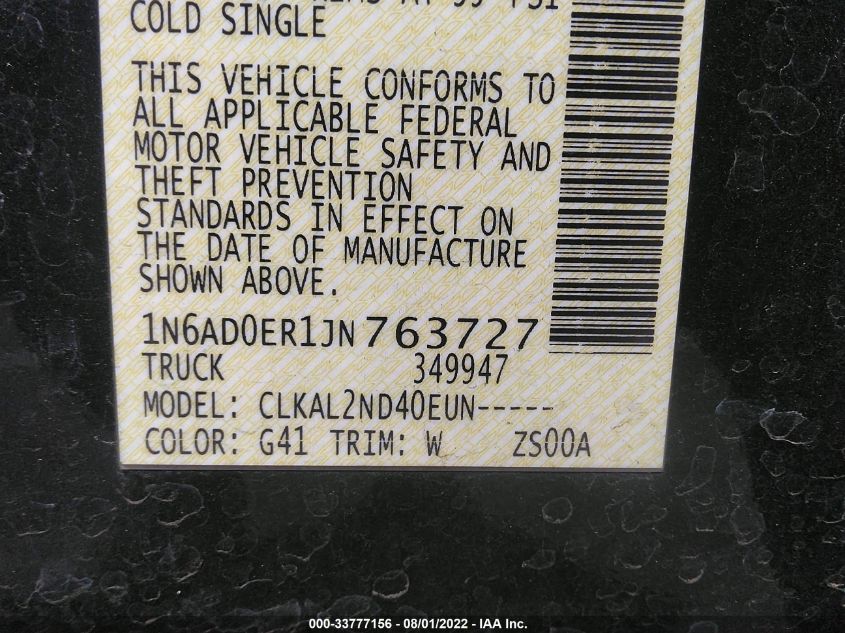 COLD SINGLE
THIS VEHICLE CONFORMS TO
ALL APPLICABLE FEDERAL
MOTOR VEHICLE SAFETY AND
THEFT PREVENTION
STANDARDS IN EFFECT ON
THE DATE OF MANUFACTURE
SHOWN ABOVE.
1N6AD0ER1JN763727
TRUCK 349947
MODEL: CLKAL2ND40EUN-----
COLOR: G41 TRIM: W ZS00A
000-33777156 - 08/01/2022 - IAA Inc.